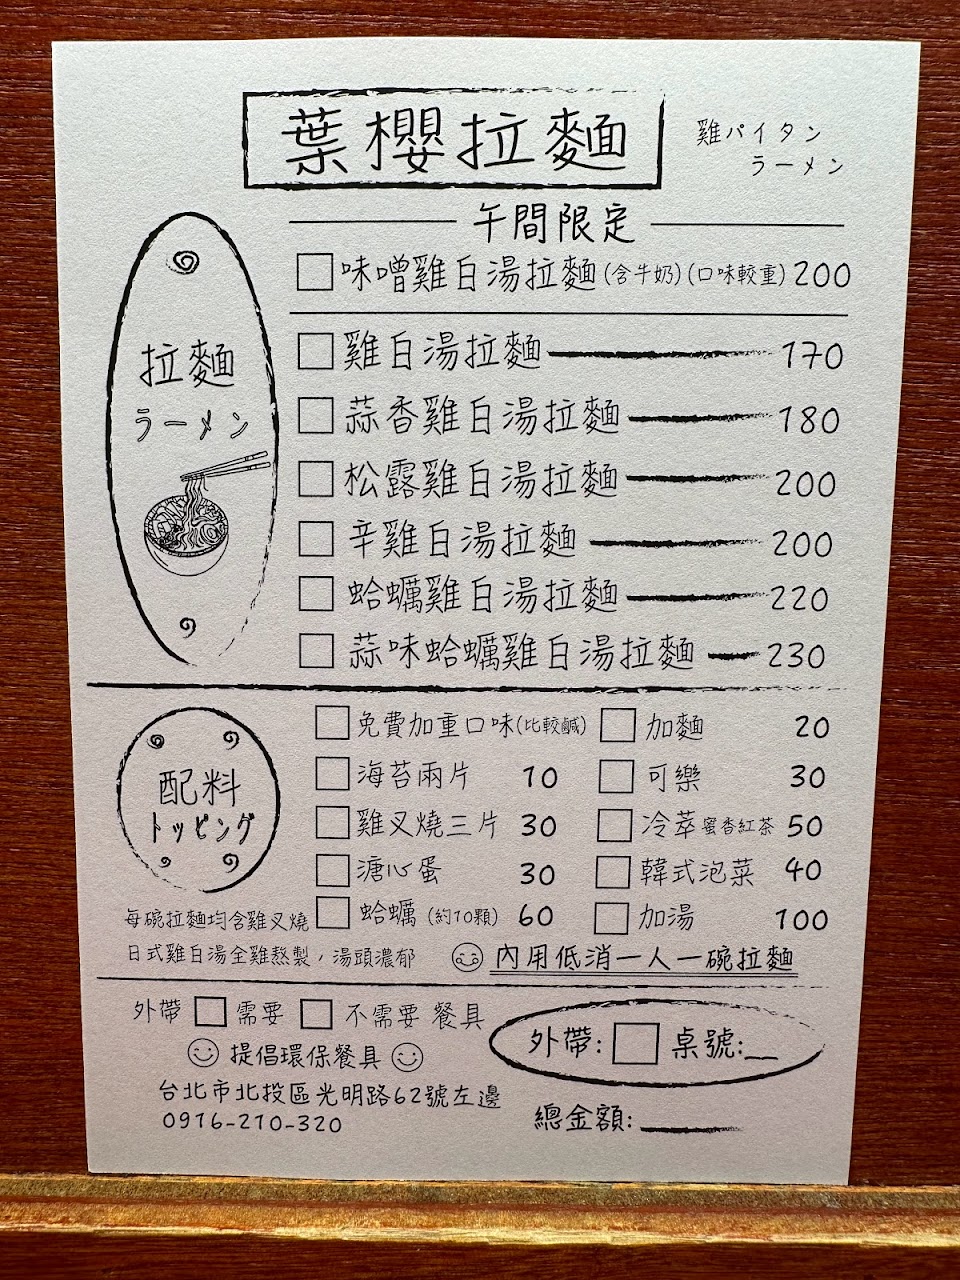 葉櫻拉麵
雞パイタン
ラーメン
午間限定
味噌雞白湯拉麵(含牛奶)(口味較重)200
拉麵
ラーメン
雞白湯拉麵 170
蒜香雞白湯拉麵 180
松露雞白湯拉麵 200
辛雞白湯拉麵 200
蛤蠣雞白湯拉麵 220
蒜味蛤蠣雞白湯拉麵 230
配料
トッピング
免費加重口味(比較鹹)
海苔兩片 10
雞叉燒三片 30
溏心蛋 30
蛤蠣(約10顆) 60
加麵 20
可樂 30
冷萃蜜香紅茶 50
韓式泡菜 40
加湯 100
每碗拉麵均含雞叉燒
日式雞白湯全雞熬製，湯頭濃郁
內用低消一人一碗拉麵
外帶 需要 不需要 餐具
提倡環保餐具
台北市北投區光明路62號左邊
0976-270-320
外帶: 桌號:__
總金額: